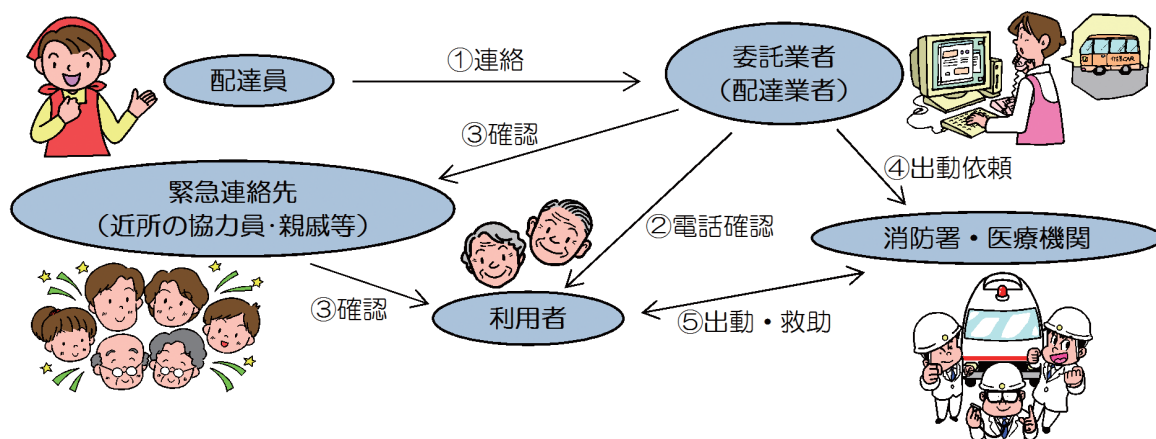 配達員
①連絡
委託業者
（配達業者）
③確認
④出動依頼
緊急連絡先
（近所の協力員・親戚等）
②電話確認
消防署・医療機関
③確認
利用者
⑤出動・救助